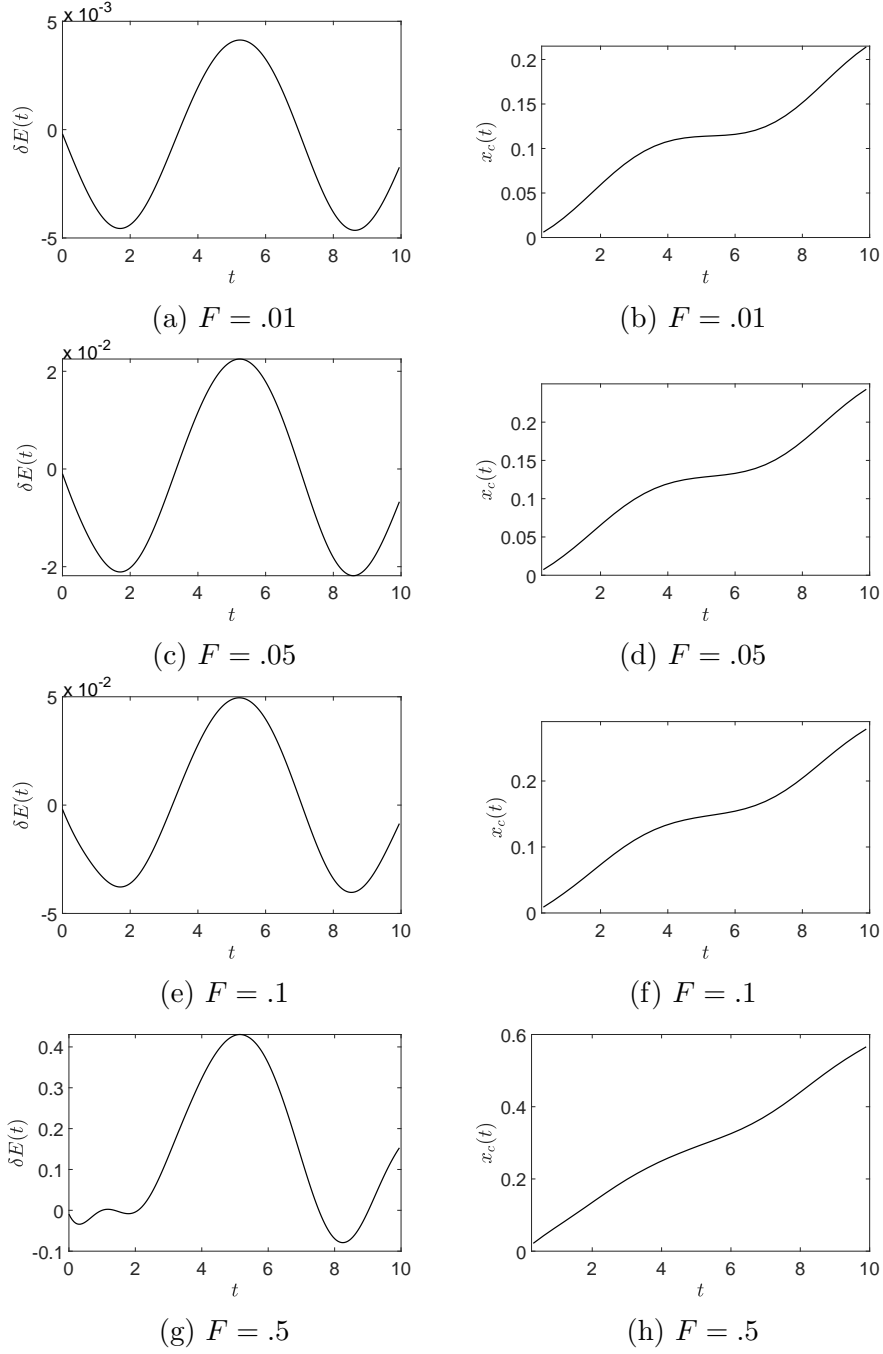 x 10⁻³
5
0
-5
δE(t)
0 2 4 6 8 10
t
(a) F = .01
0.2
0.15
0.1
0.05
0
x_c(t)
2 4 6 8 10
t
(b) F = .01
x 10⁻²
2
0
-2
δE(t)
0 2 4 6 8 10
t
(c) F = .05
0.2
0.15
0.1
0.05
0
x_c(t)
2 4 6 8 10
t
(d) F = .05
x 10⁻²
5
0
-5
δE(t)
0 2 4 6 8 10
t
(e) F = .1
0.2
0.1
0
x_c(t)
2 4 6 8 10
t
(f) F = .1
0.4
0.3
0.2
0.1
0
-0.1
δE(t)
0 2 4 6 8 10
t
(g) F = .5
0.6
0.4
0.2
0
x_c(t)
2 4 6 8 10
t
(h) F = .5